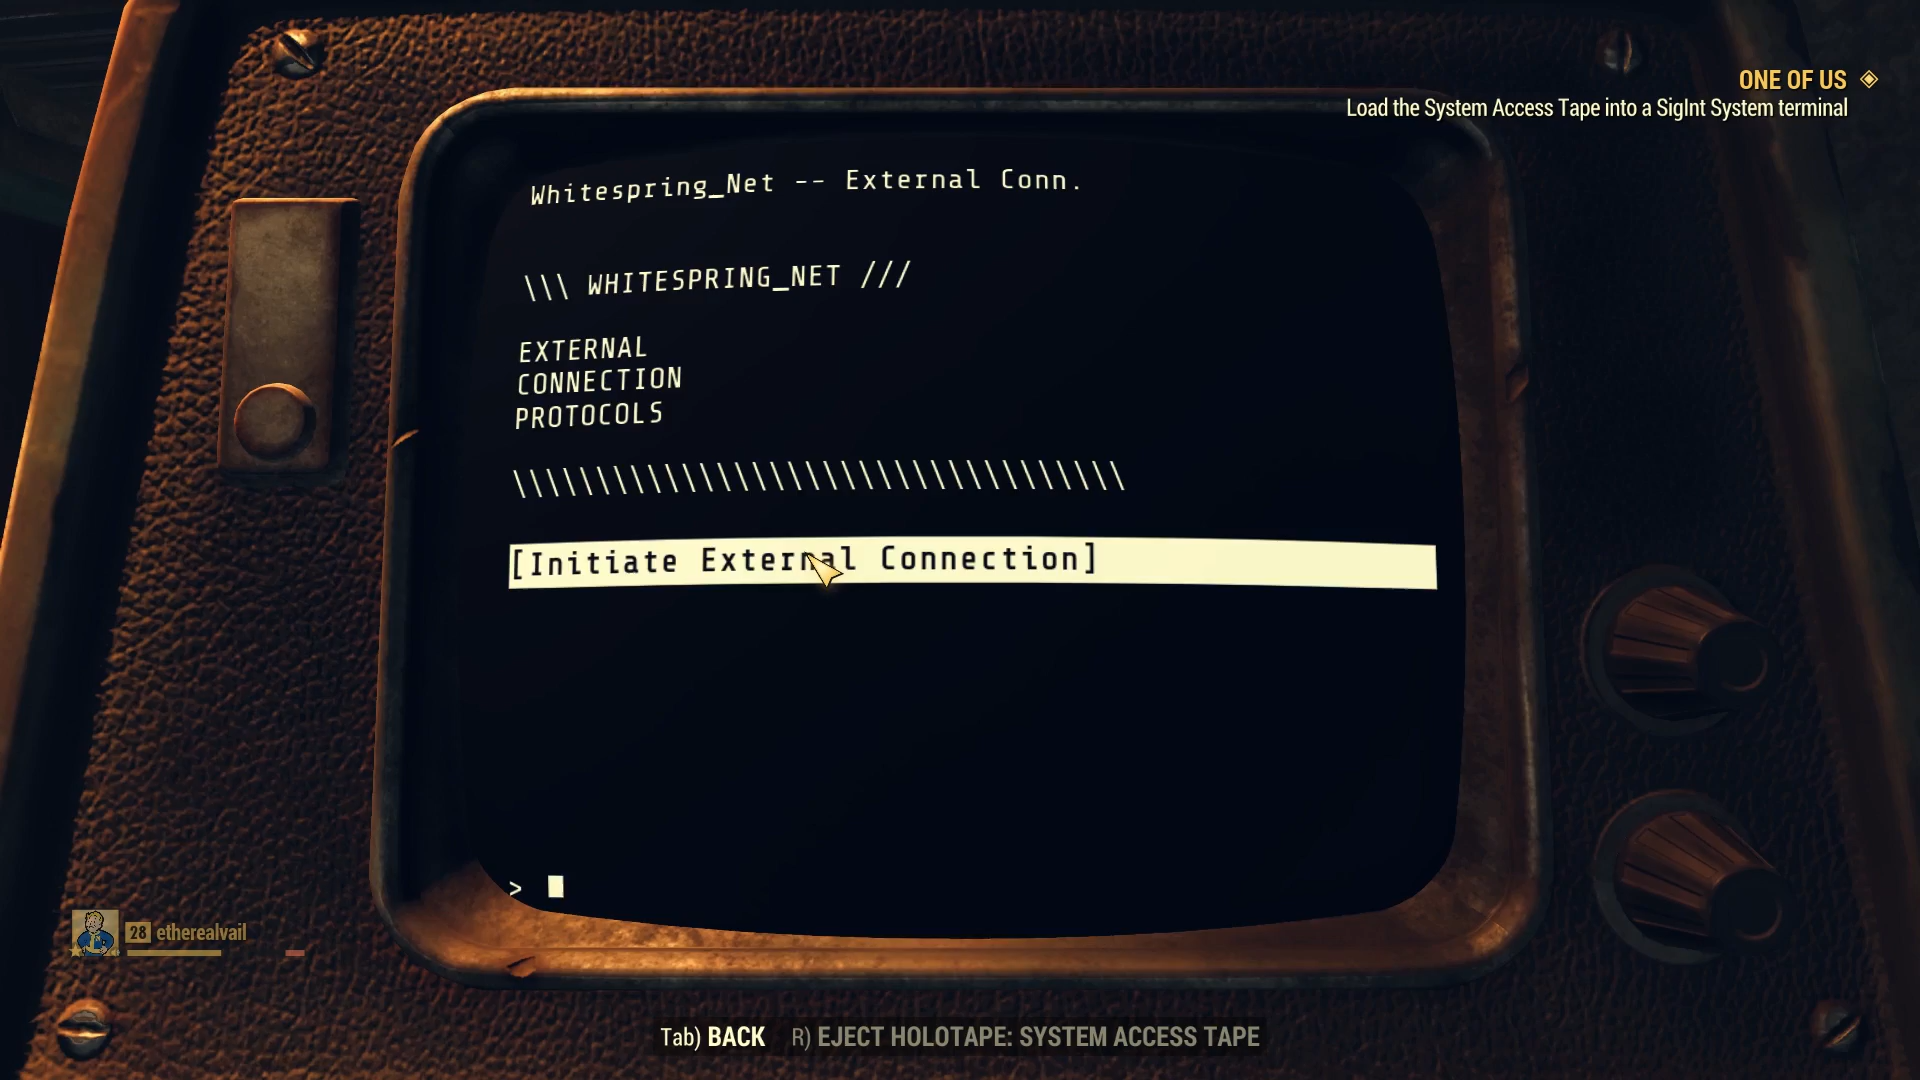 ONE OF US
Load the System Access Tape into a SigInt System terminal
Whitespring_Net -- External Conn.
\\\ WHITESPRING_NET ///
EXTERNAL
CONNECTION
PROTOCOLS
\\\\\\\\\\\\\\\\\\\\\\\\\\\\\\\\\\\
[Initiate External Connection]
>
28 etherealvail
Tab) BACK R) EJECT HOLOTAPE: SYSTEM ACCESS TAPE